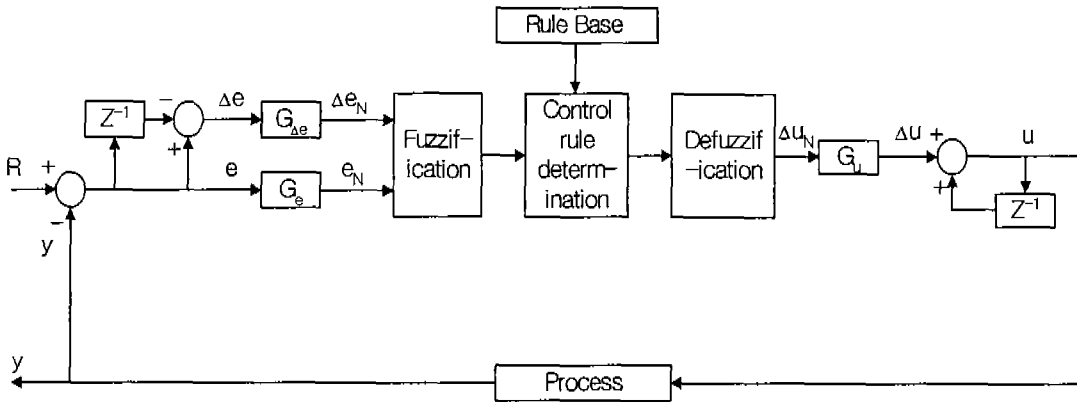 Rule Base
Z⁻¹
−
+
Δe
G_Δe
Δe_N
Fuzzif-
ication
Control
rule
determ-
ination
Defuzzif
-ication
Δu_N
G_u
Δu
+
+
u
Z⁻¹
R
+
−
y
e
G_e
e_N
y
Process